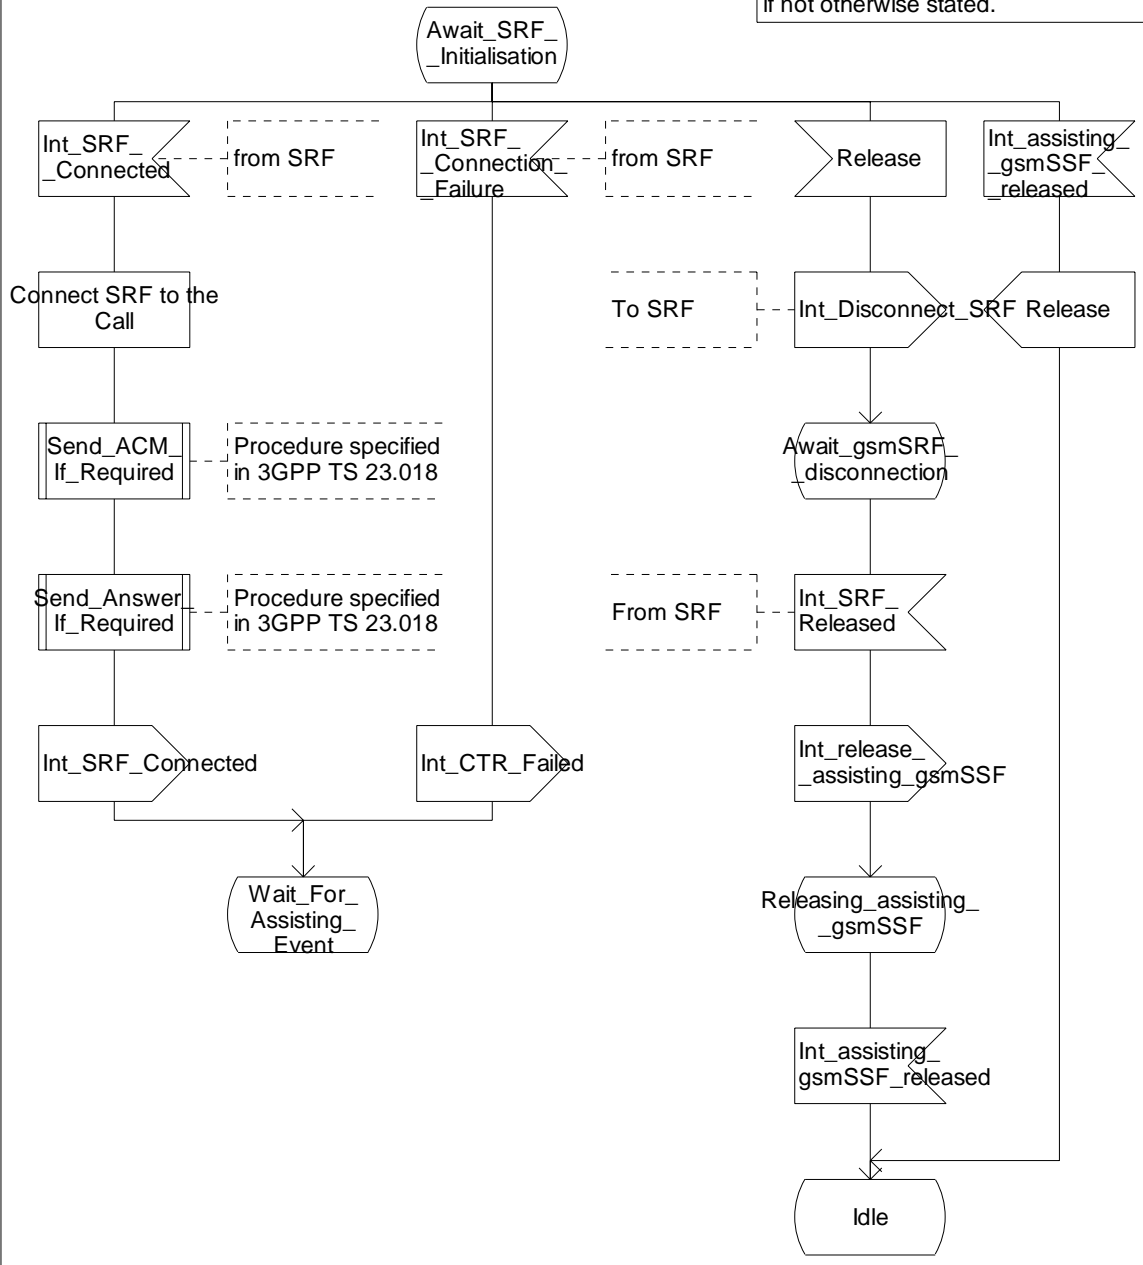 if not otherwise stated.
Await_SRF_
_Initialisation
Int_SRF_
_Connected
from SRF
Int_SRF_
_Connection_
_Failure
from SRF
Release
Int_assisting_
_gsmSSF_
_released
Connect SRF to the
Call
To SRF
Int_Disconnect_SRF
Release
Send_ACM_
If_Required
Procedure specified
in 3GPP TS 23.018
Await_gsmSRF_
_disconnection
Send_Answer_
If_Required
Procedure specified
in 3GPP TS 23.018
From SRF
Int_SRF_
Released
Int_SRF_Connected
Int_CTR_Failed
Int_release_
_assisting_gsmSSF
Wait_For_
Assisting_
Event
Releasing_assisting_
_gsmSSF
Int_assisting_
gsmSSF_released
Idle